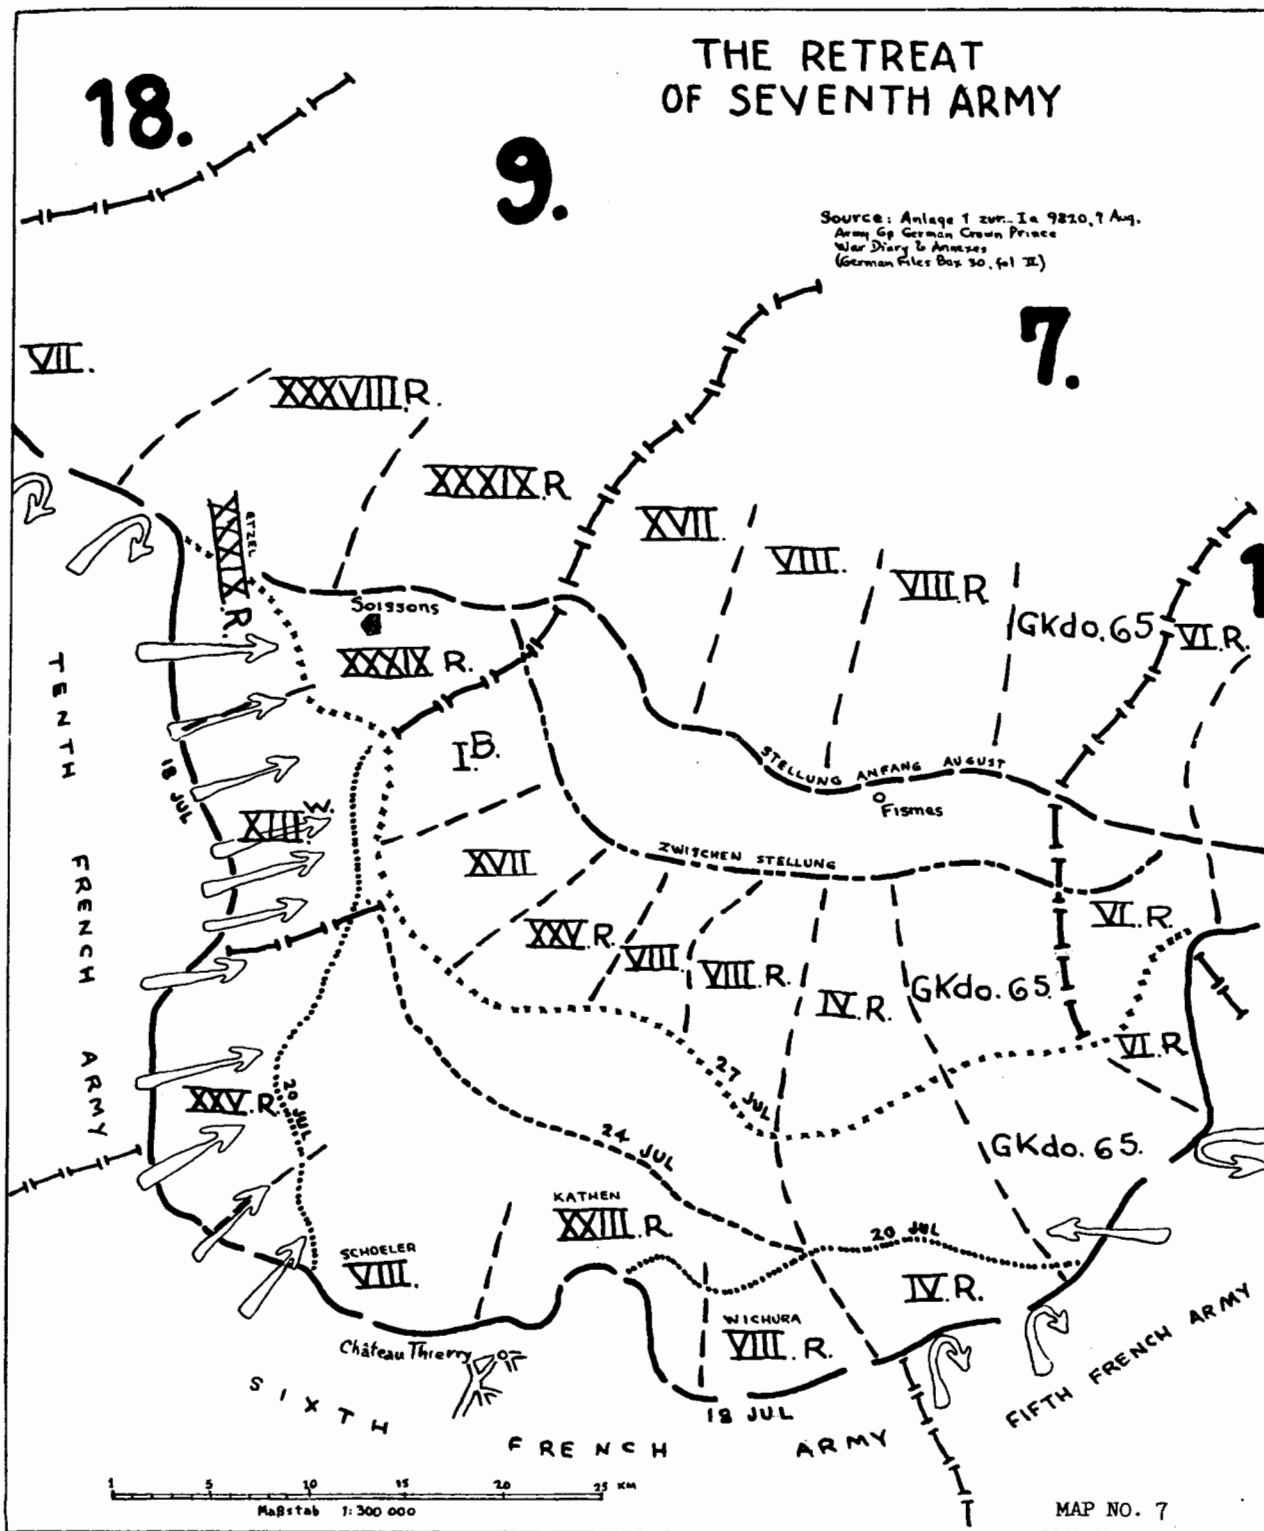 THE RETREAT
OF SEVENTH ARMY
18.
9.
Source: Anlage 1 zur.. Ia 9820, 9 Aug.
Army Gp German Crown Prince
War Diary & Annexes
(German Files Box 30, fol II)
7.
VII.
XXXVIII.R.
XXXIX.R
XVII.
VIII.
VIII.R
GKdo.65
VI.R.
1
XXXIX.R.
ETZEL
Soissons
XXXIX R.
I.B.
TENTH FRENCH ARMY
18 JUL
XIII.W.
STELLUNG ANFANG AUGUST
Fismes
ZWISCHEN STELLUNG
XVII
XXV.R.
VIII.
VIII.R.
IV.R.
GKdo.65
VI.R.
VI.R
XXV.R.
20 JUL
27 JUL
24 JUL
GKdo.65.
KATHEN
XXIII.R
20 JUL
SCHOELER
VIII.
WICHURA
VIII.R.
IV.R.
Château Thierry
18 JUL
SIXTH FRENCH ARMY
FIFTH FRENCH ARMY
1 5 10 15 20 25 KM
Maßstab 1:300 000
MAP NO. 7